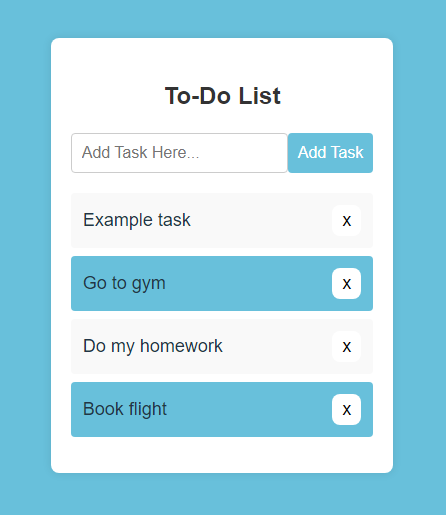 To-Do List
Add Task Here...
Add Task
Example task
x
Go to gym
x
Do my homework
x
Book flight
x